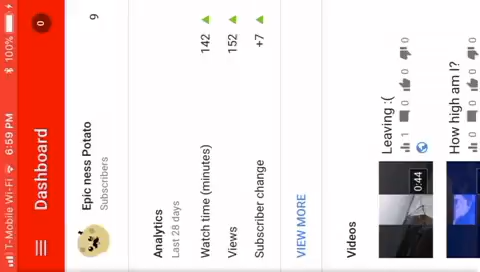 T-Mobile Wi-Fi 6:59 PM 100%
Dashboard 0
Epic ness Potato 9
Subscribers
Analytics
Last 28 days
Watch time (minutes) 142
Views 152
Subscriber change +7
VIEW MORE
Videos
0:44
Leaving :(
1 0 0 0
How high am I?
0 0 0 0